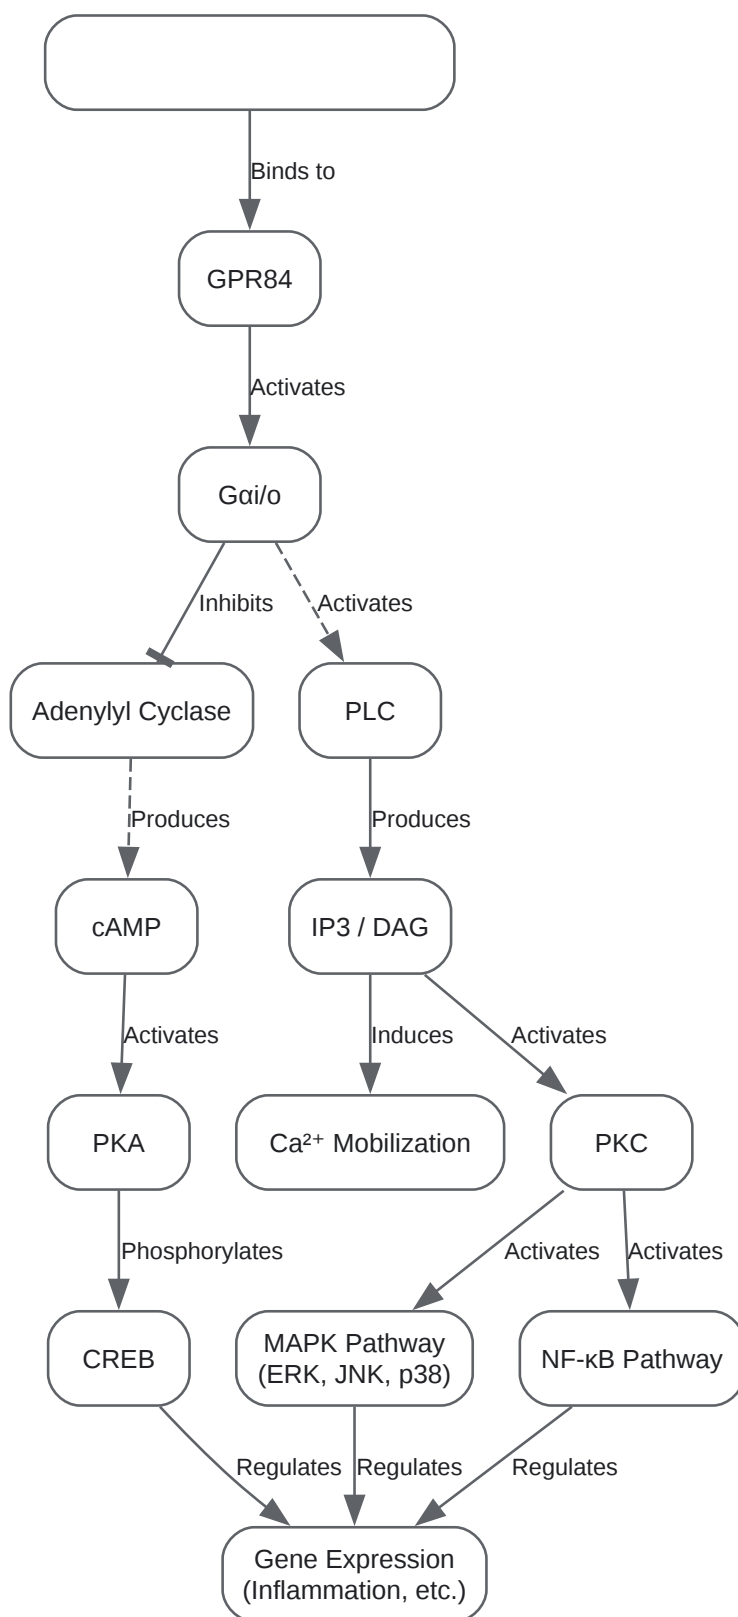 Binds to
GPR84
Activates
Gαi/o
Inhibits
Activates
Adenylyl Cyclase
PLC
Produces
Produces
cAMP
IP3 / DAG
Activates
Induces
Activates
PKA
Ca²⁺ Mobilization
PKC
Phosphorylates
Activates
Activates
CREB
MAPK Pathway
(ERK, JNK, p38)
NF-κB Pathway
Regulates
Regulates
Regulates
Gene Expression
(Inflammation, etc.)